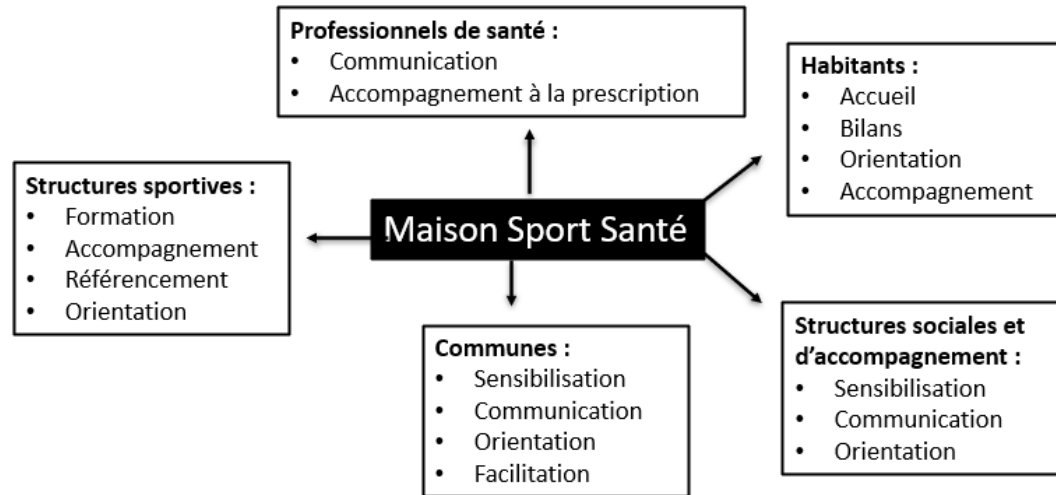 Professionnels de santé :
• Communication
• Accompagnement à la prescription
Habitants :
• Accueil
• Bilans
• Orientation
• Accompagnement
Structures sportives :
• Formation
• Accompagnement
• Référencement
• Orientation
Maison Sport Santé
Communes :
• Sensibilisation
• Communication
• Orientation
• Facilitation
Structures sociales et
d’accompagnement :
• Sensibilisation
• Communication
• Orientation